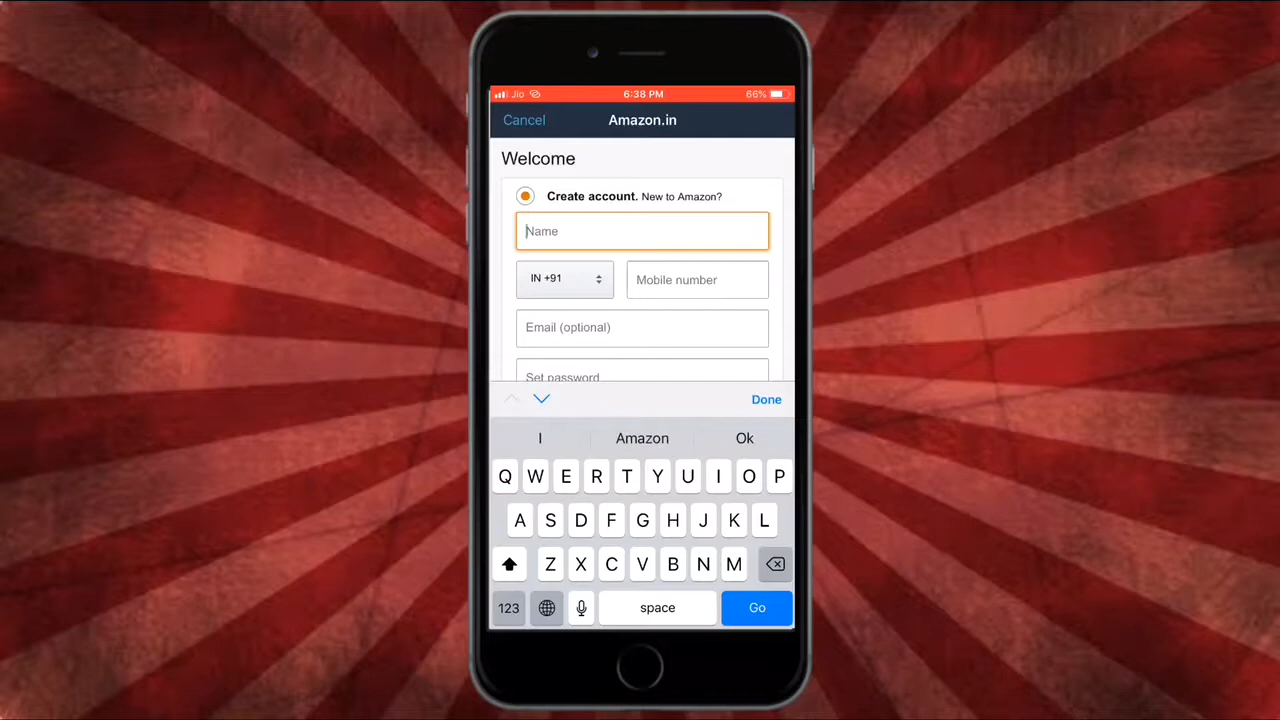 Jio 6:38 PM 66%
Cancel Amazon.in
Welcome
Create account. New to Amazon?
Name
IN +91 Mobile number
Email (optional)
Set password
Done
I Amazon Ok
Q W E R T Y U I O P
A S D F G H J K L
Z X C V B N M
123 space Go